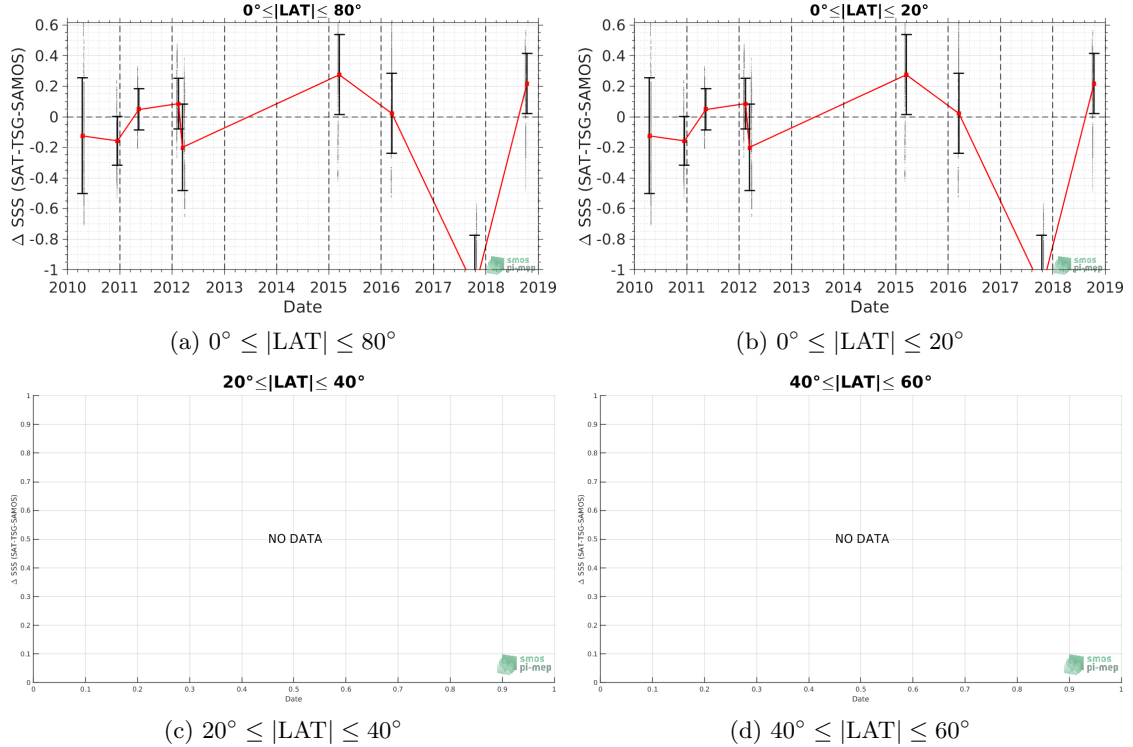 0°≤|LAT|≤ 80°
0.6
0.4
0.2
0
-0.2
-0.4
-0.6
-0.8
-1
Δ SSS (SAT-TSG-SAMOS)
2010 2011 2012 2013 2014 2015 2016 2017 2018 2019
Date
smos
pi-mep
(a) 0° ≤ |LAT| ≤ 80°
0°≤|LAT|≤ 20°
0.6
0.4
0.2
0
-0.2
-0.4
-0.6
-0.8
-1
Δ SSS (SAT-TSG-SAMOS)
2010 2011 2012 2013 2014 2015 2016 2017 2018 2019
Date
smos
pi-mep
(b) 0° ≤ |LAT| ≤ 20°
20°≤|LAT|≤ 40°
1
0.9
0.8
0.7
0.6
0.5
0.4
0.3
0.2
0.1
0
Δ SSS (SAT-TSG-SAMOS)
NO DATA
0 0.1 0.2 0.3 0.4 0.5 0.6 0.7 0.8 0.9 1
Date
smos
pi-mep
(c) 20° ≤ |LAT| ≤ 40°
40°≤|LAT|≤ 60°
1
0.9
0.8
0.7
0.6
0.5
0.4
0.3
0.2
0.1
0
Δ SSS (SAT-TSG-SAMOS)
NO DATA
0 0.1 0.2 0.3 0.4 0.5 0.6 0.7 0.8 0.9 1
Date
smos
pi-mep
(d) 40° ≤ |LAT| ≤ 60°